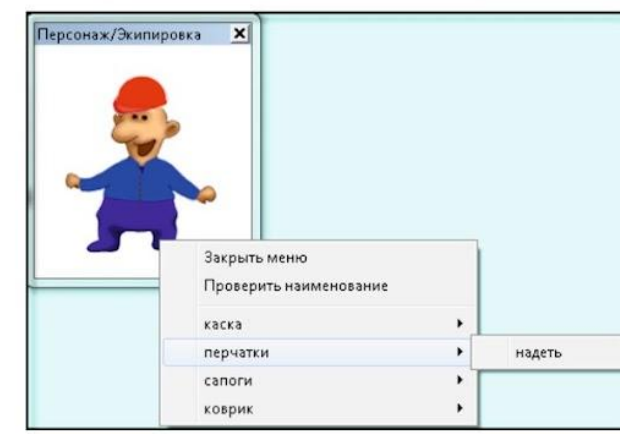 Персонаж/Экипировка
Закрыть меню
Проверить наименование
каска
перчатки
надеть
сапоги
коврик